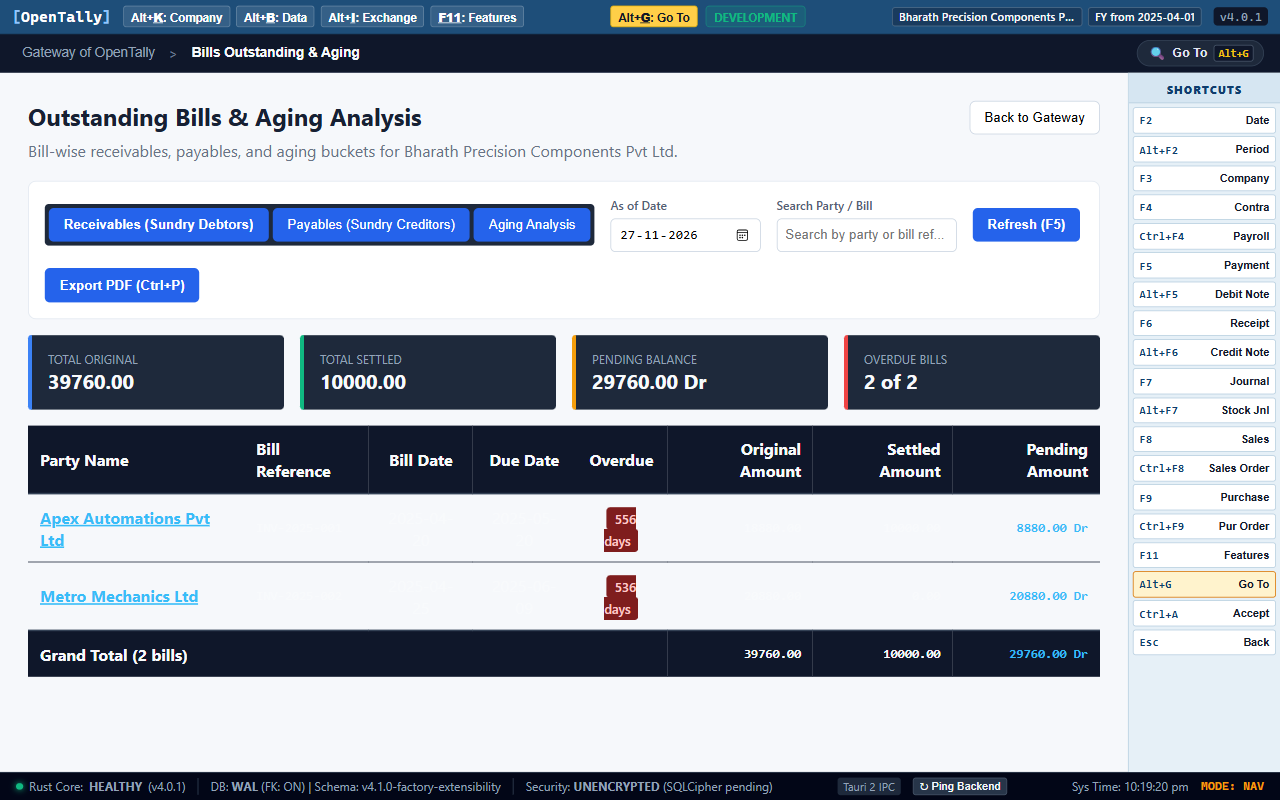 [OpenTally] Alt+K: Company Alt+B: Data Alt+I: Exchange F11: Features Alt+G: Go To DEVELOPMENT Bharath Precision Components P... FY from 2025-04-01 v4.0.1
Gateway of OpenTally > Bills Outstanding & Aging Go To Alt+G
SHORTCUTS
F2 Date
Alt+F2 Period
F3 Company
F4 Contra
Ctrl+F4 Payroll
F5 Payment
Alt+F5 Debit Note
F6 Receipt
Alt+F6 Credit Note
F7 Journal
Alt+F7 Stock Jnl
F8 Sales
Ctrl+F8 Sales Order
F9 Purchase
Ctrl+F9 Pur Order
F11 Features
Alt+G Go To
Ctrl+A Accept
Esc Back
Outstanding Bills & Aging Analysis
Back to Gateway
Bill-wise receivables, payables, and aging buckets for Bharath Precision Components Pvt Ltd.
Receivables (Sundry Debtors) Payables (Sundry Creditors) Aging Analysis
As of Date
27-11-2026
Search Party / Bill
Search by party or bill ref...
Refresh (F5)
Export PDF (Ctrl+P)
TOTAL ORIGINAL
39760.00
TOTAL SETTLED
10000.00
PENDING BALANCE
29760.00 Dr
OVERDUE BILLS
2 of 2
Party Name Bill Reference Bill Date Due Date Overdue Original Amount Settled Amount Pending Amount
Apex Automations Pvt Ltd 556 days 8880.00 Dr
Metro Mechanics Ltd 536 days 20880.00 Dr
Grand Total (2 bills) 39760.00 10000.00 29760.00 Dr
Rust Core: HEALTHY (v4.0.1) DB: WAL (FK: ON) | Schema: v4.1.0-factory-extensibility Security: UNENCRYPTED (SQLCipher pending) Tauri 2 IPC ↻ Ping Backend Sys Time: 10:19:20 pm MODE: NAV